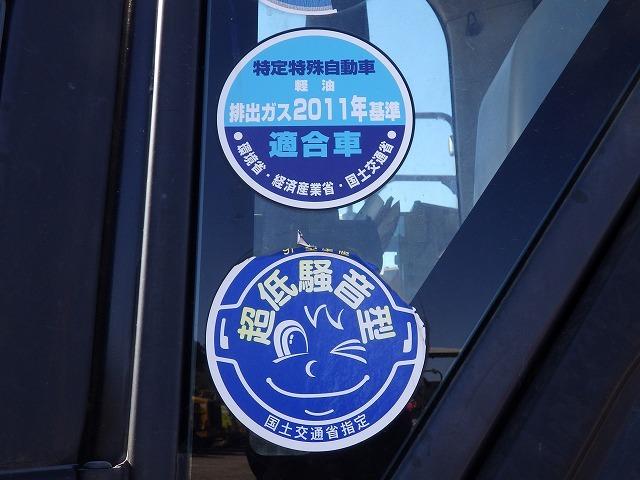 特定特殊自動車
軽油
排出ガス2011年基準
適合車
・環境省・経済産業省・国土交通省・
超低騒音型
国土交通省指定